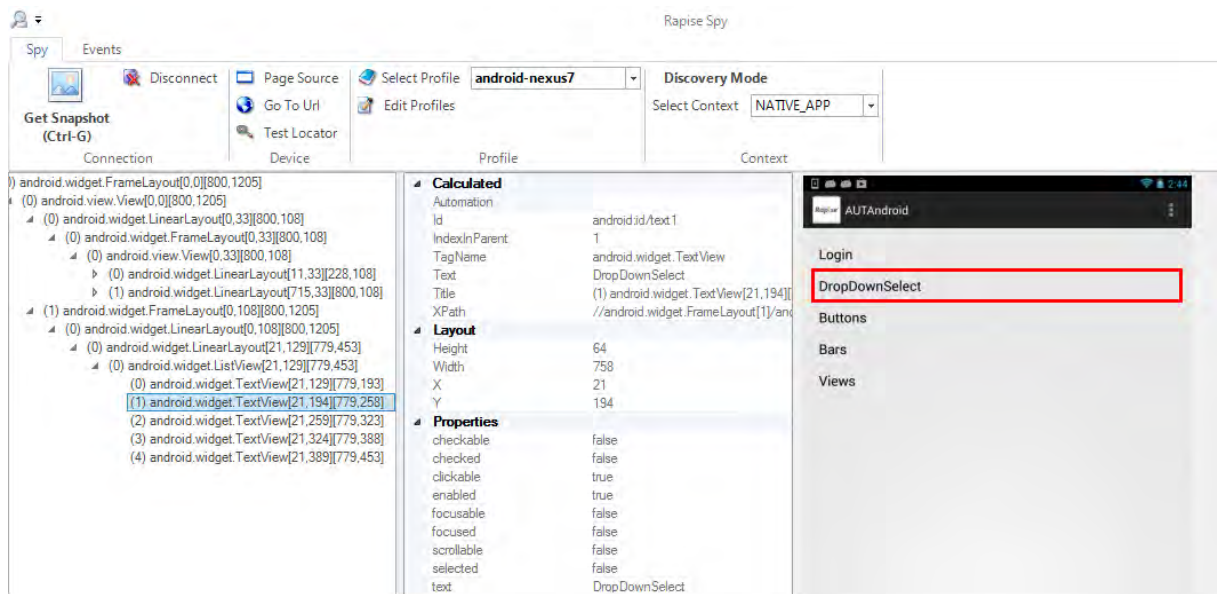 Rapise Spy
Spy Events
Get Snapshot
(Ctrl-G)
Disconnect
Connection
Page Source
Go To Url
Test Locator
Device
Select Profile android-nexus7
Edit Profiles
Profile
Discovery Mode
Select Context NATIVE_APP
Context
) android.widget.FrameLayout[0,0][800,1205]
(0) android.view.View[0,0][800,1205]
(0) android.widget.LinearLayout[0,33][800,108]
(0) android.widget.FrameLayout[0,33][800,108]
(0) android.view.View[0,33][800,108]
(0) android.widget.LinearLayout[11,33][228,108]
(1) android.widget.LinearLayout[715,33][800,108]
(1) android.widget.FrameLayout[0,108][800,1205]
(0) android.widget.LinearLayout[0,108][800,1205]
(0) android.widget.LinearLayout[21,129][779,453]
(0) android.widget.ListView[21,129][779,453]
(0) android.widget.TextView[21,129][779,193]
(1) android.widget.TextView[21,194][779,258]
(2) android.widget.TextView[21,259][779,323]
(3) android.widget.TextView[21,324][779,388]
(4) android.widget.TextView[21,389][779,453]
Calculated
Automation
Id android:id/text1
IndexInParent 1
TagName android.widget.TextView
Text DropDownSelect
Title (1) android.widget.TextView[21,194][
XPath //android.widget.FrameLayout[1]/and
Layout
Height 64
Width 758
X 21
Y 194
Properties
checkable false
checked false
clickable true
enabled true
focusable false
focused false
scrollable false
selected false
text DropDownSelect
2:44
Rapise AUTAndroid
Login
DropDownSelect
Buttons
Bars
Views